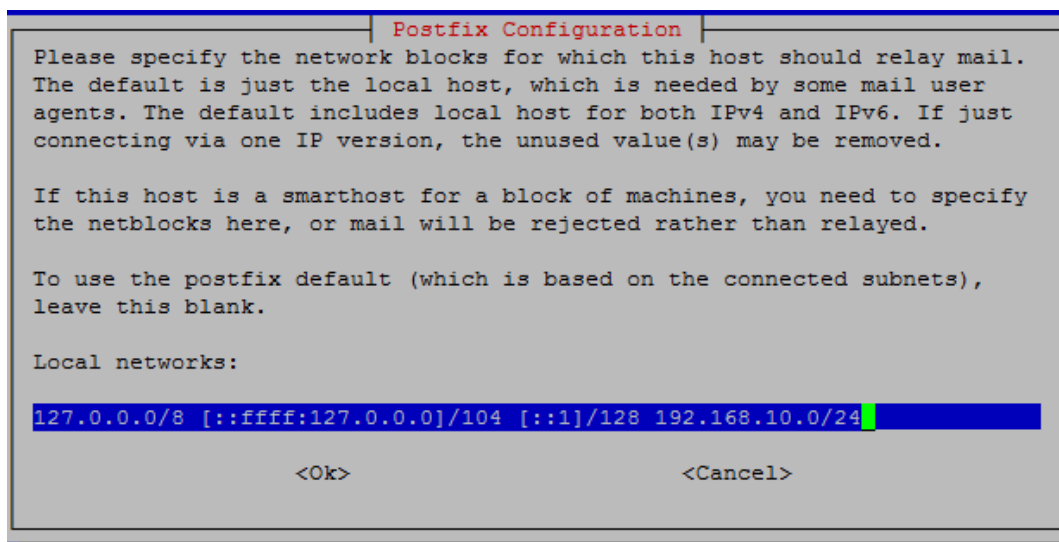 Postfix Configuration
Please specify the network blocks for which this host should relay mail.
The default is just the local host, which is needed by some mail user
agents. The default includes local host for both IPv4 and IPv6. If just
connecting via one IP version, the unused value(s) may be removed.
If this host is a smarthost for a block of machines, you need to specify
the netblocks here, or mail will be rejected rather than relayed.
To use the postfix default (which is based on the connected subnets),
leave this blank.
Local networks:
127.0.0.0/8 [::ffff:127.0.0.0]/104 [::1]/128 192.168.10.0/24
<Ok> <Cancel>